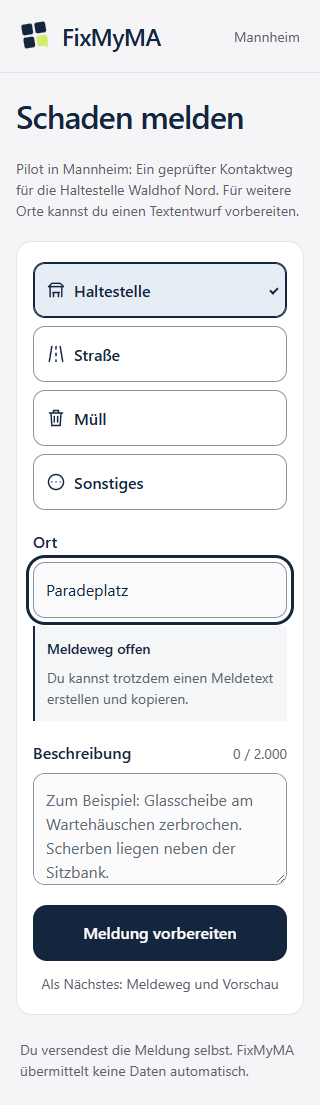 FixMyMA
Mannheim
Schaden melden
Pilot in Mannheim: Ein geprüfter Kontaktweg
für die Haltestelle Waldhof Nord. Für weitere
Orte kannst du einen Textentwurf vorbereiten.
Haltestelle
Straße
Müll
Sonstiges
Ort
Paradeplatz
Meldeweg offen
Du kannst trotzdem einen Meldetext
erstellen und kopieren.
Beschreibung
0 / 2.000
Zum Beispiel: Glasscheibe am
Wartehäuschen zerbrochen.
Scherben liegen neben der
Sitzbank.
Meldung vorbereiten
Als Nächstes: Meldeweg und Vorschau
Du versendest die Meldung selbst. FixMyMA
übermittelt keine Daten automatisch.